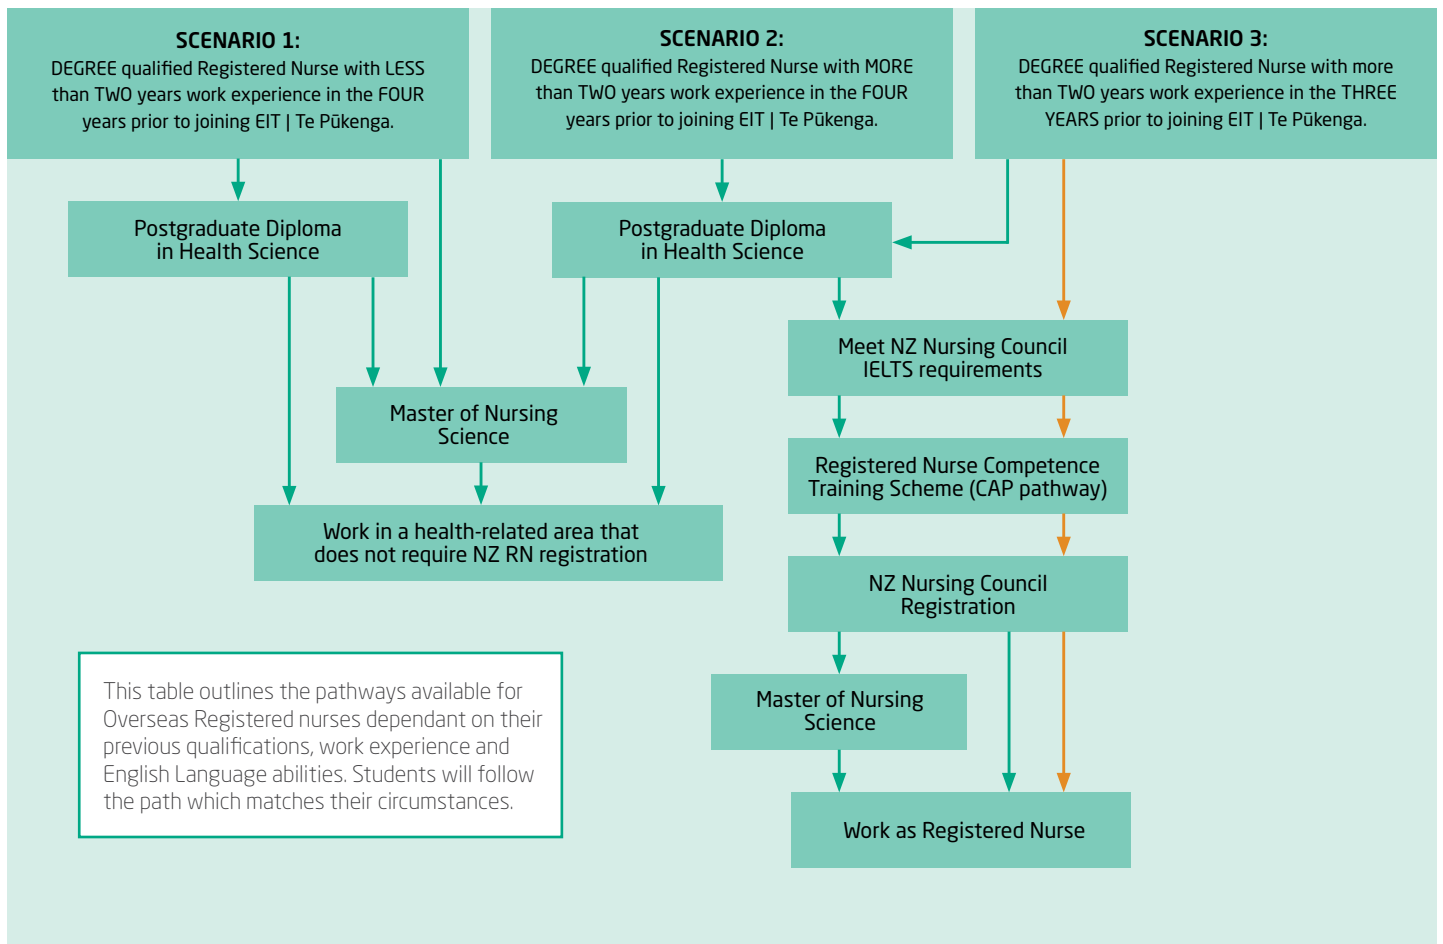 SCENARIO 1:
DEGREE qualified Registered Nurse with LESS
than TWO years work experience in the FOUR
years prior to joining EIT | Te Pūkenga.
SCENARIO 2:
DEGREE qualified Registered Nurse with MORE
than TWO years work experience in the FOUR
years prior to joining EIT | Te Pūkenga.
SCENARIO 3:
DEGREE qualified Registered Nurse with more
than TWO years work experience in the THREE
YEARS prior to joining EIT | Te Pūkenga.
Postgraduate Diploma
in Health Science
Postgraduate Diploma
in Health Science
Meet NZ Nursing Council
IELTS requirements
Master of Nursing
Science
Registered Nurse Competence
Training Scheme (CAP pathway)
Work in a health-related area that
does not require NZ RN registration
NZ Nursing Council
Registration
This table outlines the pathways available for
Overseas Registered nurses dependant on their
previous qualifications, work experience and
English Language abilities. Students will follow
the path which matches their circumstances.
Master of Nursing
Science
Work as Registered Nurse